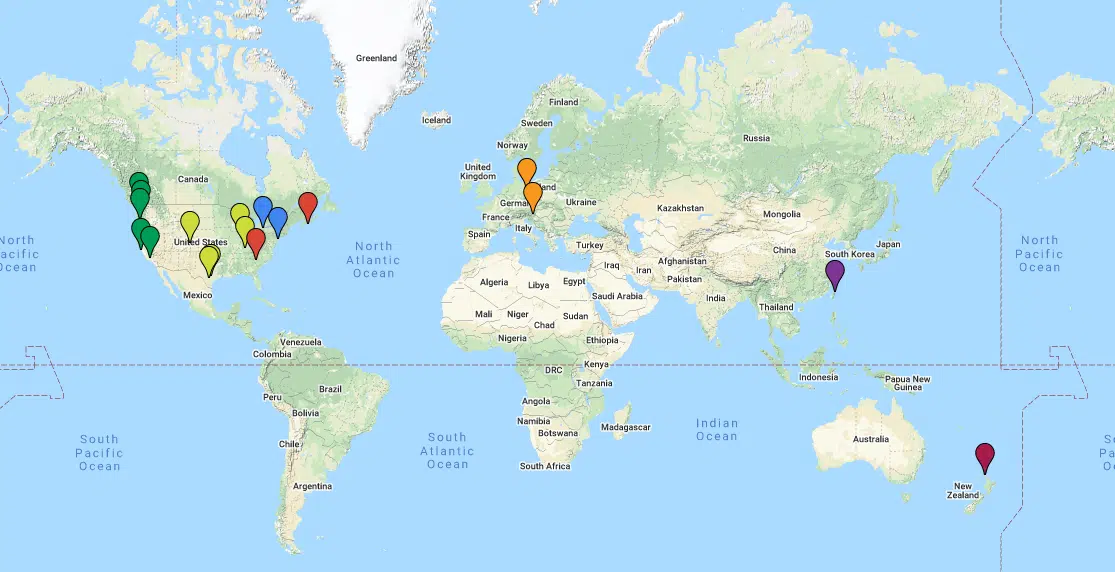 Greenland
Iceland
Finland
Sweden
Norway
Russia
United
Kingdom
Canada
land
German
Ukraine
France
Kazakhstan
Mongolia
Italy
Spain
Turkey
United States
North
Atlantic
Ocean
North
acific
Ocean
China
Japan
South Korea
North
Pacific
Ocean
Afghanistan
Iraq
Iran
Pakistan
Algeria
Libya
Egypt
Saudi Arabia
India
Mexico
Thailand
Mali
Niger
Chad
Sudan
Nigeria
Ethiopia
Venezuela
Colombia
DRC
Kenya
Indonesia
Papua New
Guinea
Tanzania
Brazil
Peru
Angola
Bolivia
Namibia
Botswana
Madagascar
Indian
Ocean
South
Pacific
Ocean
Chile
South
Atlantic
Ocean
South Africa
Australia
Argentina
New
Zealand
S
Pa
O